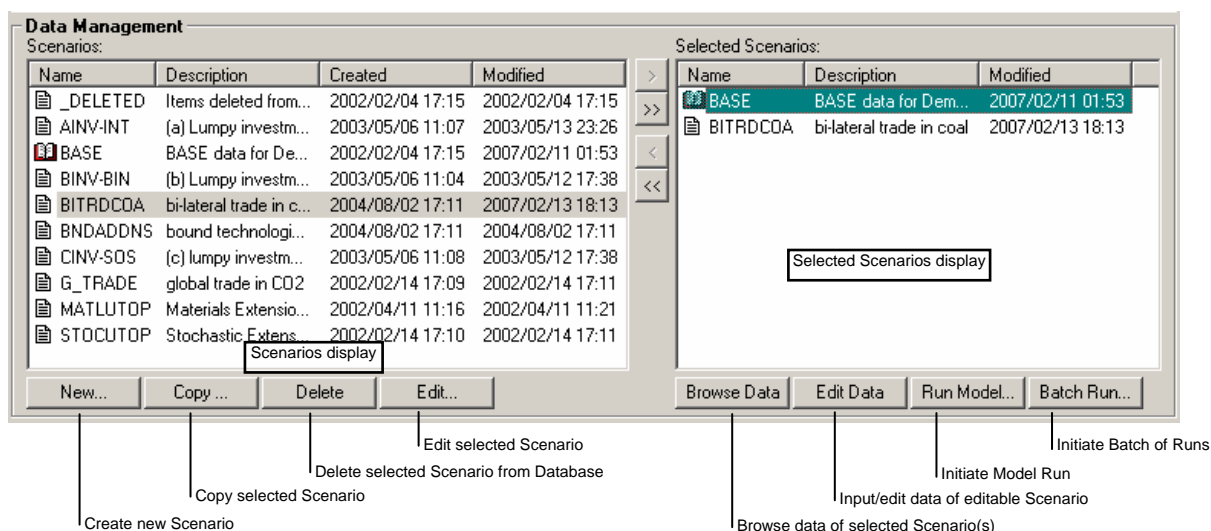 Data Management
Scenarios:
Name Description Created Modified
_DELETED Items deleted from... 2002/02/04 17:15 2002/02/04 17:15
AINV-INT (a) Lumpy investm... 2003/05/06 11:07 2003/05/13 23:26
BASE BASE data for De... 2002/02/04 17:15 2007/02/11 01:53
BINV-BIN (b) Lumpy investm... 2003/05/06 11:04 2003/05/12 17:38
BITRDCOA bi-lateral trade in c... 2004/08/02 17:11 2007/02/13 18:13
BNDADDNS bound technologi... 2004/08/02 17:11 2004/08/02 17:11
CINV-SOS (c) lumpy investm... 2003/05/06 11:08 2003/05/12 17:38
G_TRADE global trade in CO2 2002/02/14 17:09 2002/02/14 17:11
MATLUTOP Materials Extensio... 2002/04/11 11:16 2002/04/11 11:21
STOCUTOP Stochastic Extens... 2002/02/14 17:10 2002/02/14 17:11
Scenarios display
New... Copy ... Delete Edit...
>
>>
<
<<
Selected Scenarios:
Name Description Modified
BASE BASE data for Dem... 2007/02/11 01:53
BITRDCOA bi-lateral trade in coal 2007/02/13 18:13
Selected Scenarios display
Browse Data Edit Data Run Model... Batch Run...
Edit selected Scenario
Delete selected Scenario from Database
Copy selected Scenario
Create new Scenario
Initiate Batch of Runs
Initiate Model Run
Input/edit data of editable Scenario
Browse data of selected Scenario(s)